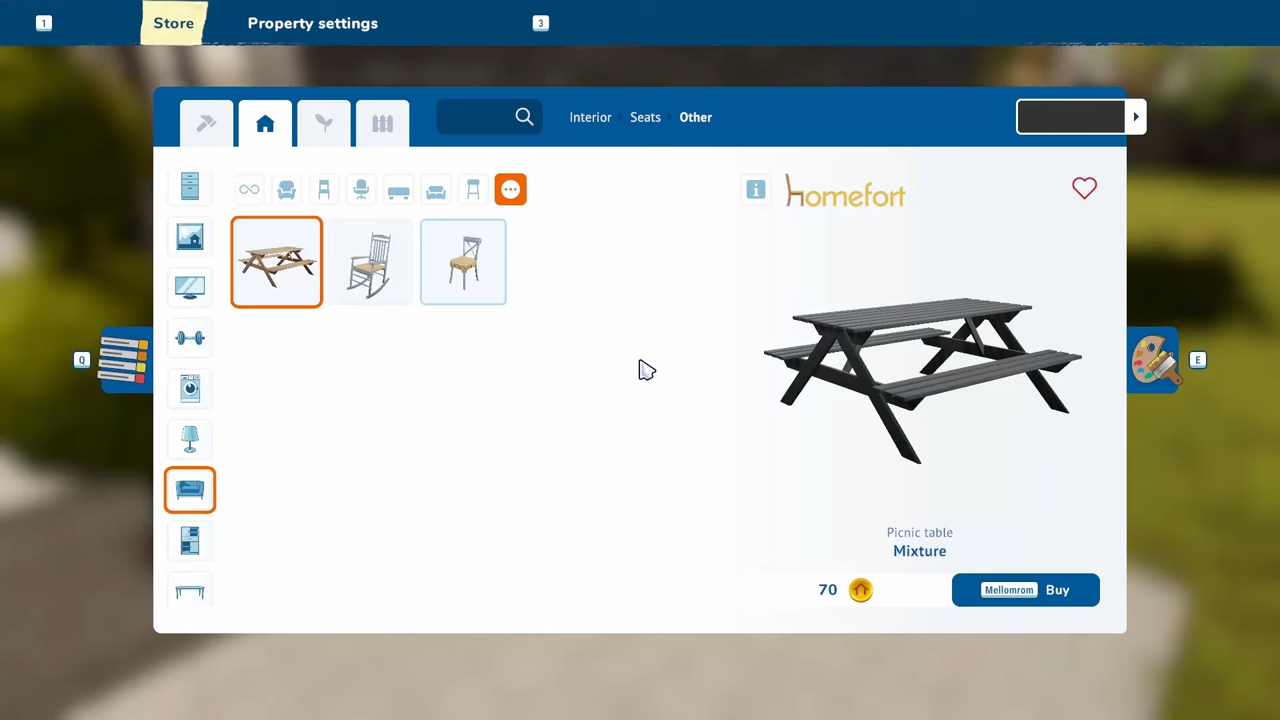 1
Store
Property settings
3
Interior
Seats
Other
homefort
Q
E
Picnic table
Mixture
70
Mellomrom
Buy